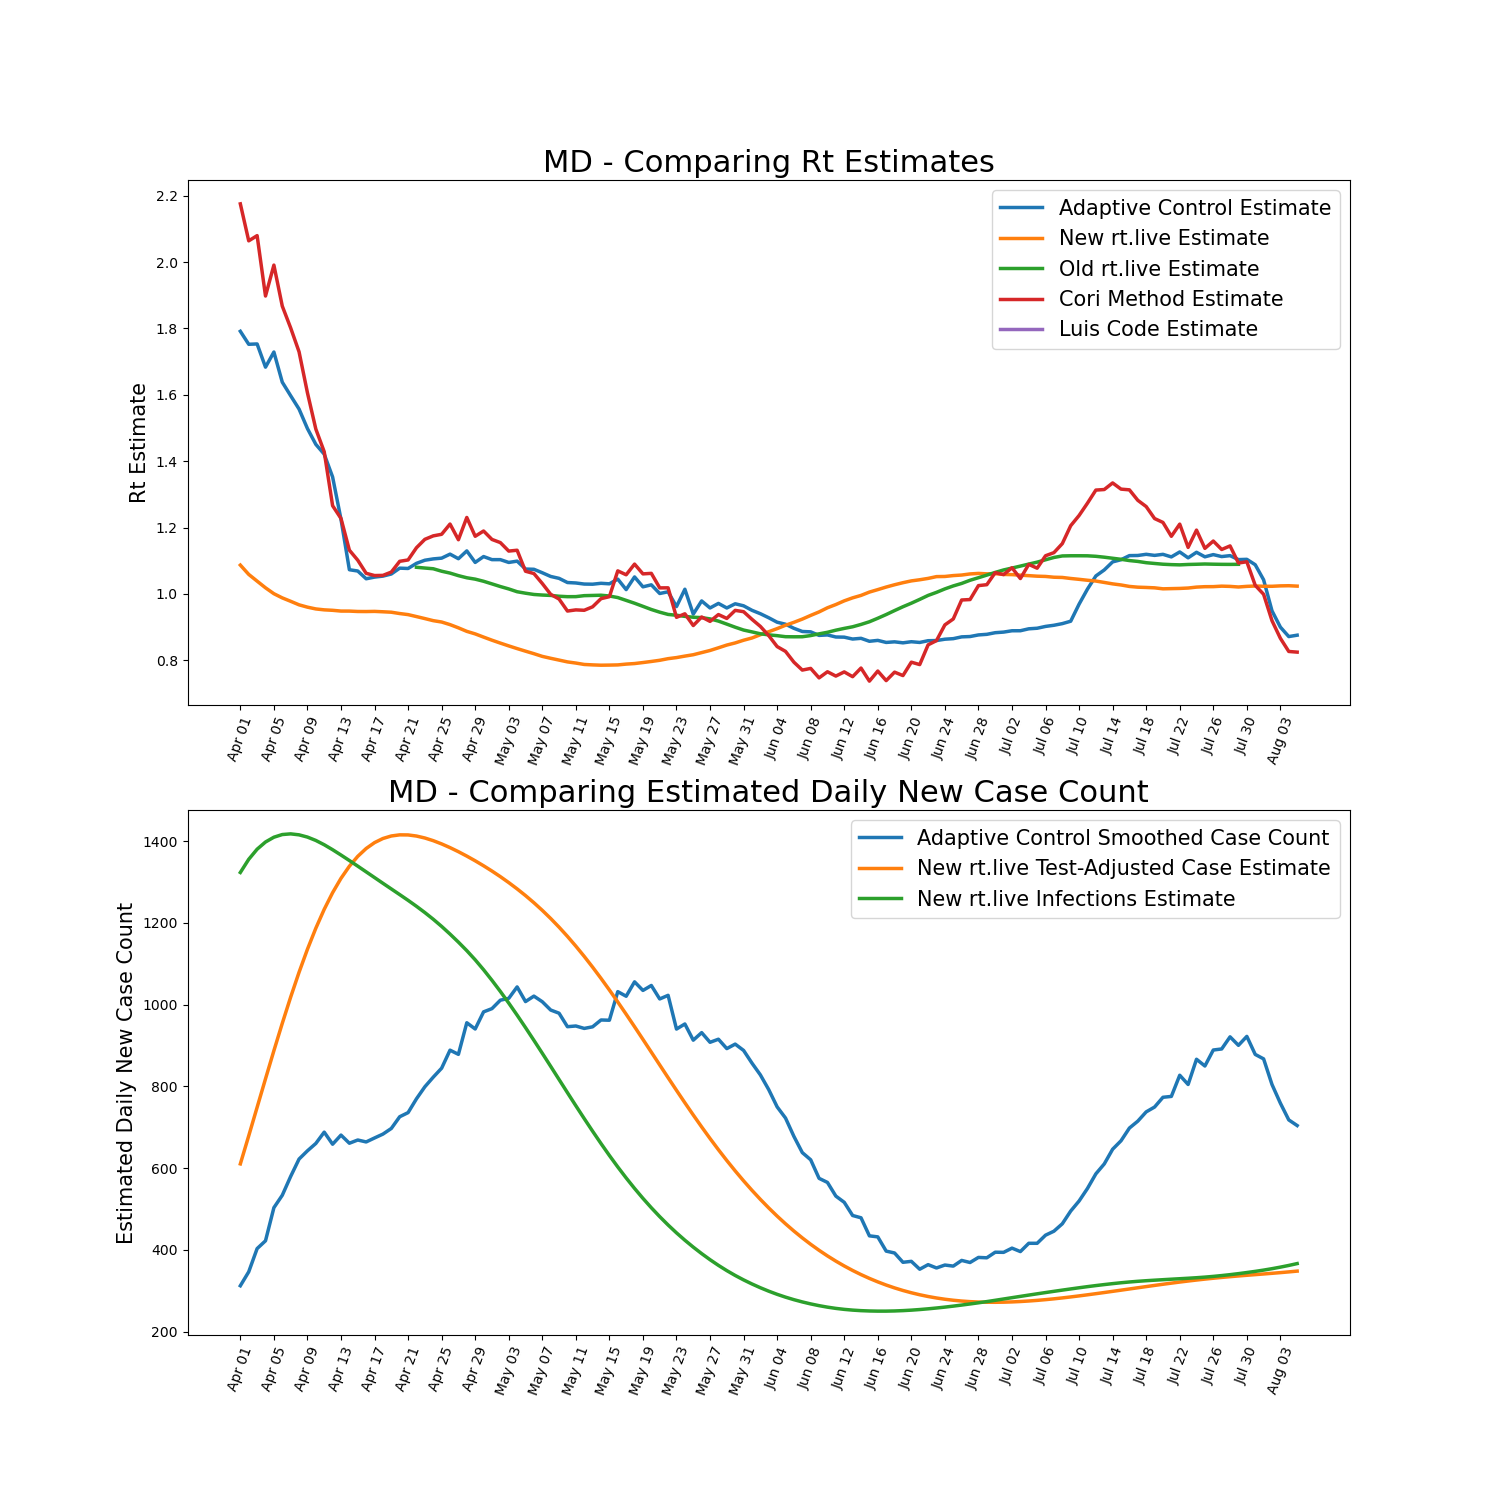 MD - Comparing Rt Estimates
Rt Estimate
2.2
2.0
1.8
1.6
1.4
1.2
1.0
0.8
Adaptive Control Estimate
New rt.live Estimate
Old rt.live Estimate
Cori Method Estimate
Luis Code Estimate
Apr 01
Apr 05
Apr 09
Apr 13
Apr 17
Apr 21
Apr 25
Apr 29
May 03
May 07
May 11
May 15
May 19
May 23
May 27
May 31
Jun 04
Jun 08
Jun 12
Jun 16
Jun 20
Jun 24
Jun 28
Jul 02
Jul 06
Jul 10
Jul 14
Jul 18
Jul 22
Jul 26
Jul 30
Aug 03
MD - Comparing Estimated Daily New Case Count
Estimated Daily New Case Count
1400
1200
1000
800
600
400
200
Adaptive Control Smoothed Case Count
New rt.live Test-Adjusted Case Estimate
New rt.live Infections Estimate
Apr 01
Apr 05
Apr 09
Apr 13
Apr 17
Apr 21
Apr 25
Apr 29
May 03
May 07
May 11
May 15
May 19
May 23
May 27
May 31
Jun 04
Jun 08
Jun 12
Jun 16
Jun 20
Jun 24
Jun 28
Jul 02
Jul 06
Jul 10
Jul 14
Jul 18
Jul 22
Jul 26
Jul 30
Aug 03